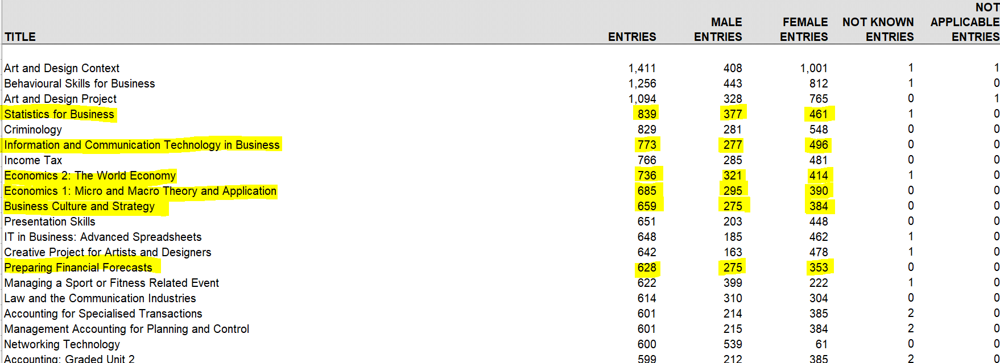 NOT
MALE FEMALE NOT KNOWN APPLICABLE
TITLE ENTRIES ENTRIES ENTRIES ENTRIES ENTRIES
Art and Design Context 1,411 408 1,001 1 1
Behavioural Skills for Business 1,256 443 812 1 0
Art and Design Project 1,094 328 765 0 1
Statistics for Business 839 377 461 1 0
Criminology 829 281 548 0 0
Information and Communication Technology in Business 773 277 496 0 0
Income Tax 766 285 481 0 0
Economics 2: The World Economy 736 321 414 1 0
Economics 1: Micro and Macro Theory and Application 685 295 390 0 0
Business Culture and Strategy 659 275 384 0 0
Presentation Skills 651 203 448 0 0
IT in Business: Advanced Spreadsheets 648 185 462 1 0
Creative Project for Artists and Designers 642 163 478 1 0
Preparing Financial Forecasts 628 275 353 0 0
Managing a Sport or Fitness Related Event 622 399 222 1 0
Law and the Communication Industries 614 310 304 0 0
Accounting for Specialised Transactions 601 214 385 2 0
Management Accounting for Planning and Control 601 215 384 2 0
Networking Technology 600 539 61 0 0
Accounting: Graded Unit 2 599 212 385 2 0